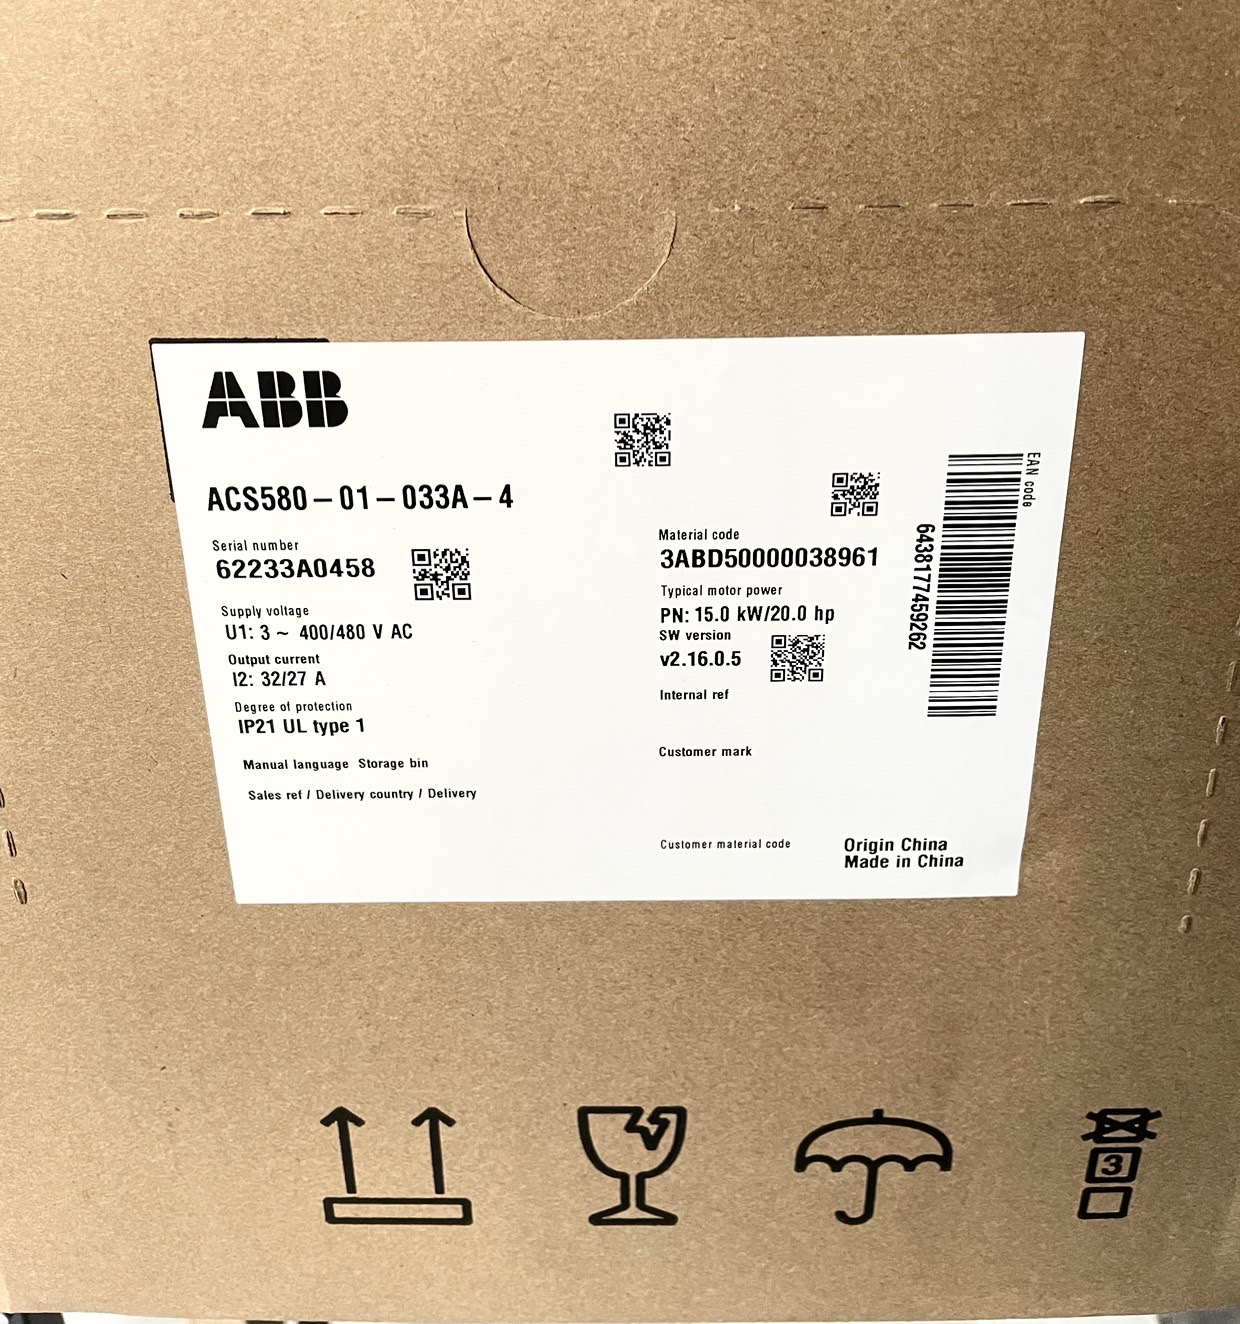 ABB
ACS580-01-033A-4
Serial number
62233A0458
Supply voltage
U1: 3 ~ 400/480 V AC
Output current
I2: 32/27 A
Degree of protection
IP21 UL type 1
Manual language Storage bin
Sales ref / Delivery country / Delivery
Material code
3ABD50000038961
Typical motor power
PN: 15.0 kW/20.0 hp
SW version
v2.16.0.5
Internal ref
Customer mark
Customer material code
Origin China
Made in China
EAN code
6438177459262
3